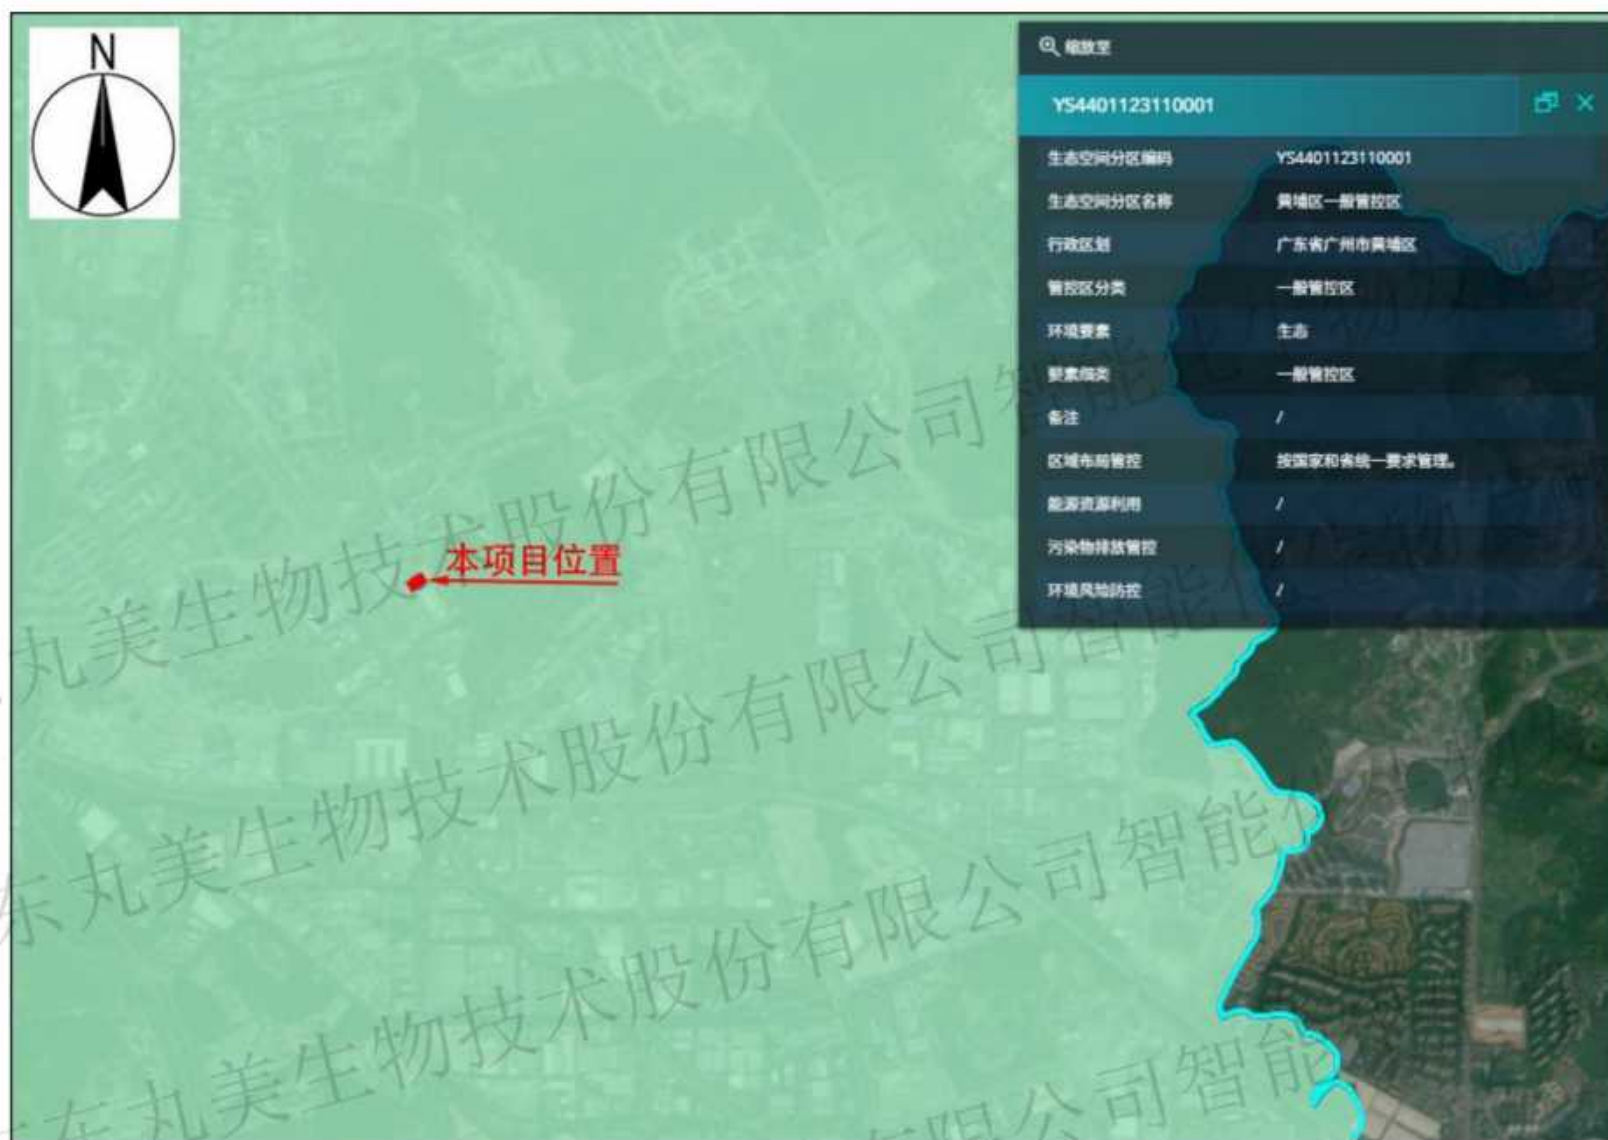 N
缩放至
YS4401123110001
生态空间分区编码 YS4401123110001
生态空间分区名称 黄埔区一般管控区
行政区划 广东省广州市黄埔区
管控区分类 一般管控区
环境要素 生态
要素细类 一般管控区
备注 /
区域布局管控 按国家和省统一要求管理。
能源资源利用 /
污染物排放管控 /
环境风险防控 /
本项目位置
丸美生物技术股份有限公司智能化
东丸美生物技术股份有限公司智能化
东丸美生物技术股份有限公司智能化
有限公司智能